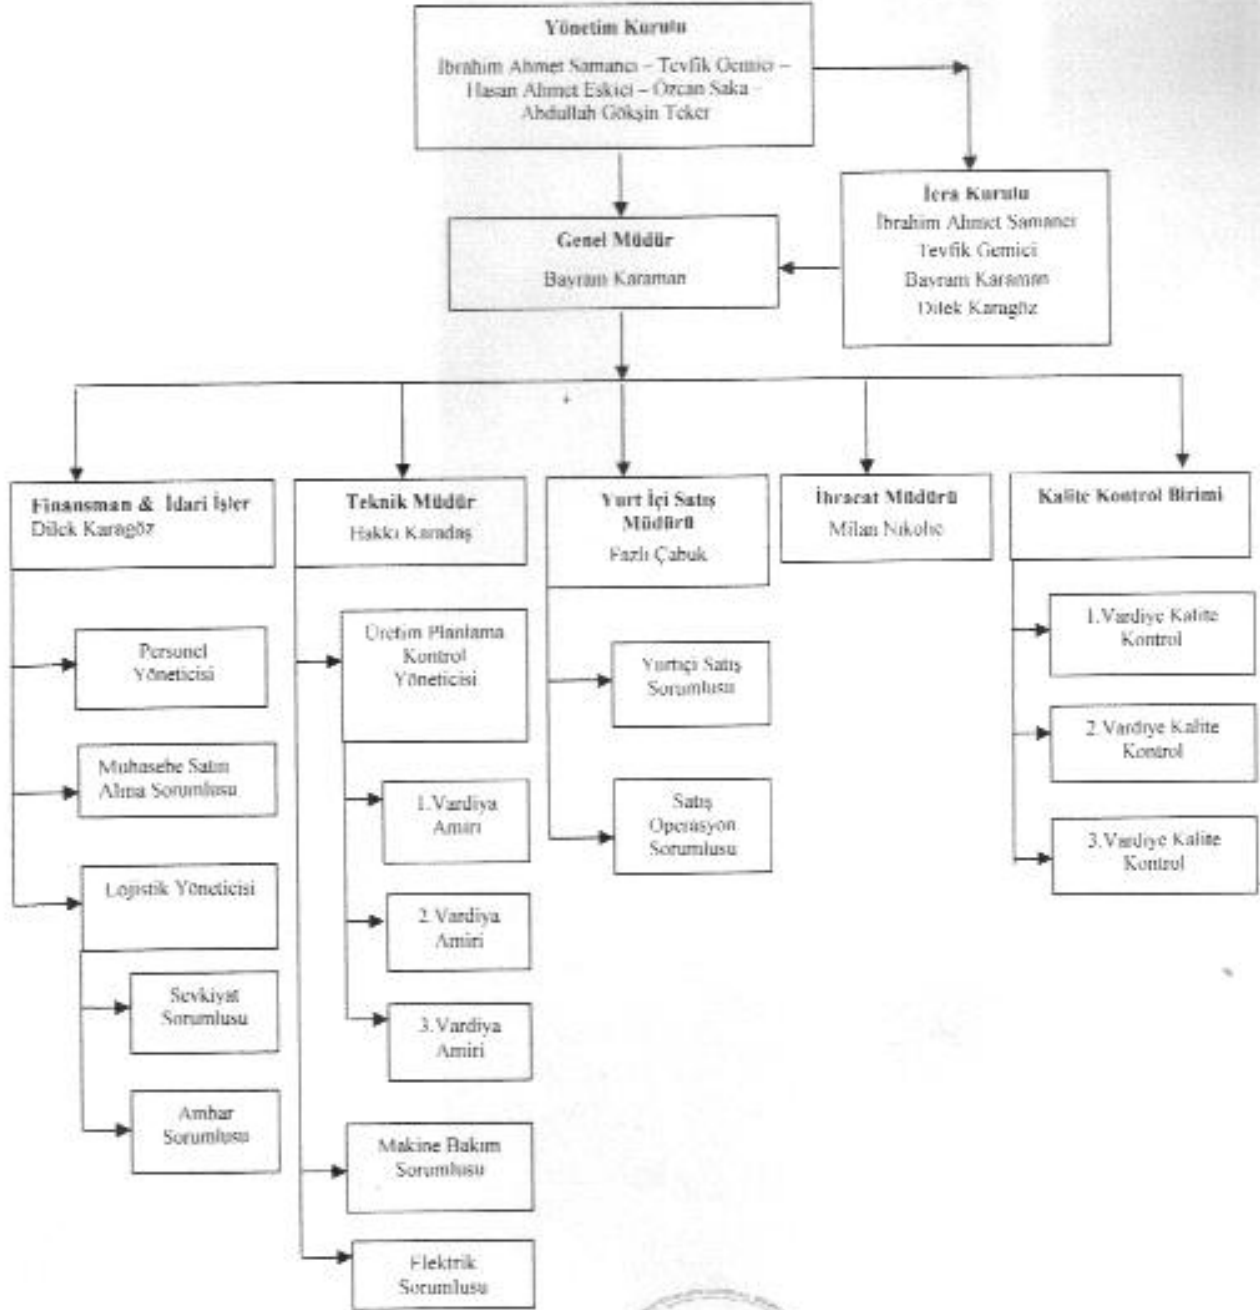 Yönetim Kurulu
İbrahim Ahmet Samancı – Tevfik Gemici –
Hasan Ahmet Eskici – Özcan Saka –
Abdullah Gökşin Teker
İcra Kurulu
İbrahim Ahmet Samancı
Tevfik Gemici
Bayram Karaman
Dilek Karagöz
Genel Müdür
Bayram Karaman
Finansman & İdari İşler
Dilek Karagöz
Personel
Yöneticisi
Muhasebe Satın
Alma Sorumlusu
Lojistik Yöneticisi
Sevkiyat
Sorumlusu
Ambar
Sorumlusu
Teknik Müdür
Hakkı Karadaş
Üretim Planlama
Kontrol
Yöneticisi
1.Vardiya
Amiri
2.Vardiya
Amiri
3.Vardiya
Amiri
Makine Bakım
Sorumlusu
Elektrik
Sorumlusu
Yurt İçi Satış
Müdürü
Fazlı Çabuk
Yurtiçi Satış
Sorumlusu
Satış
Operasyon
Sorumlusu
İhracat Müdürü
Milan
Kalite Kontrol Birimi
1.Vardiye Kalite
Kontrol
2.Vardiye Kalite
Kontrol
3.Vardiye Kalite
Kontrol